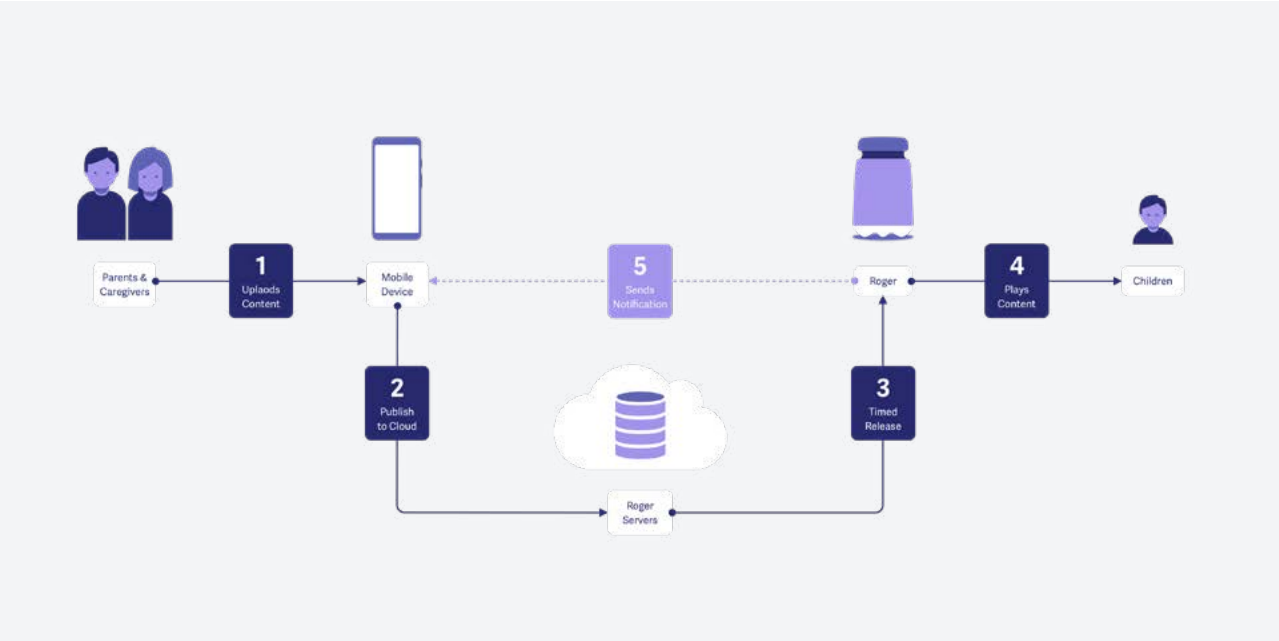 Parents &
Caregivers
1
Uplaods
Content
Mobile
Device
5
Sends
Notification
Roger
4
Plays
Content
Children
2
Publish
to Cloud
3
Timed
Release
Roger
Servers